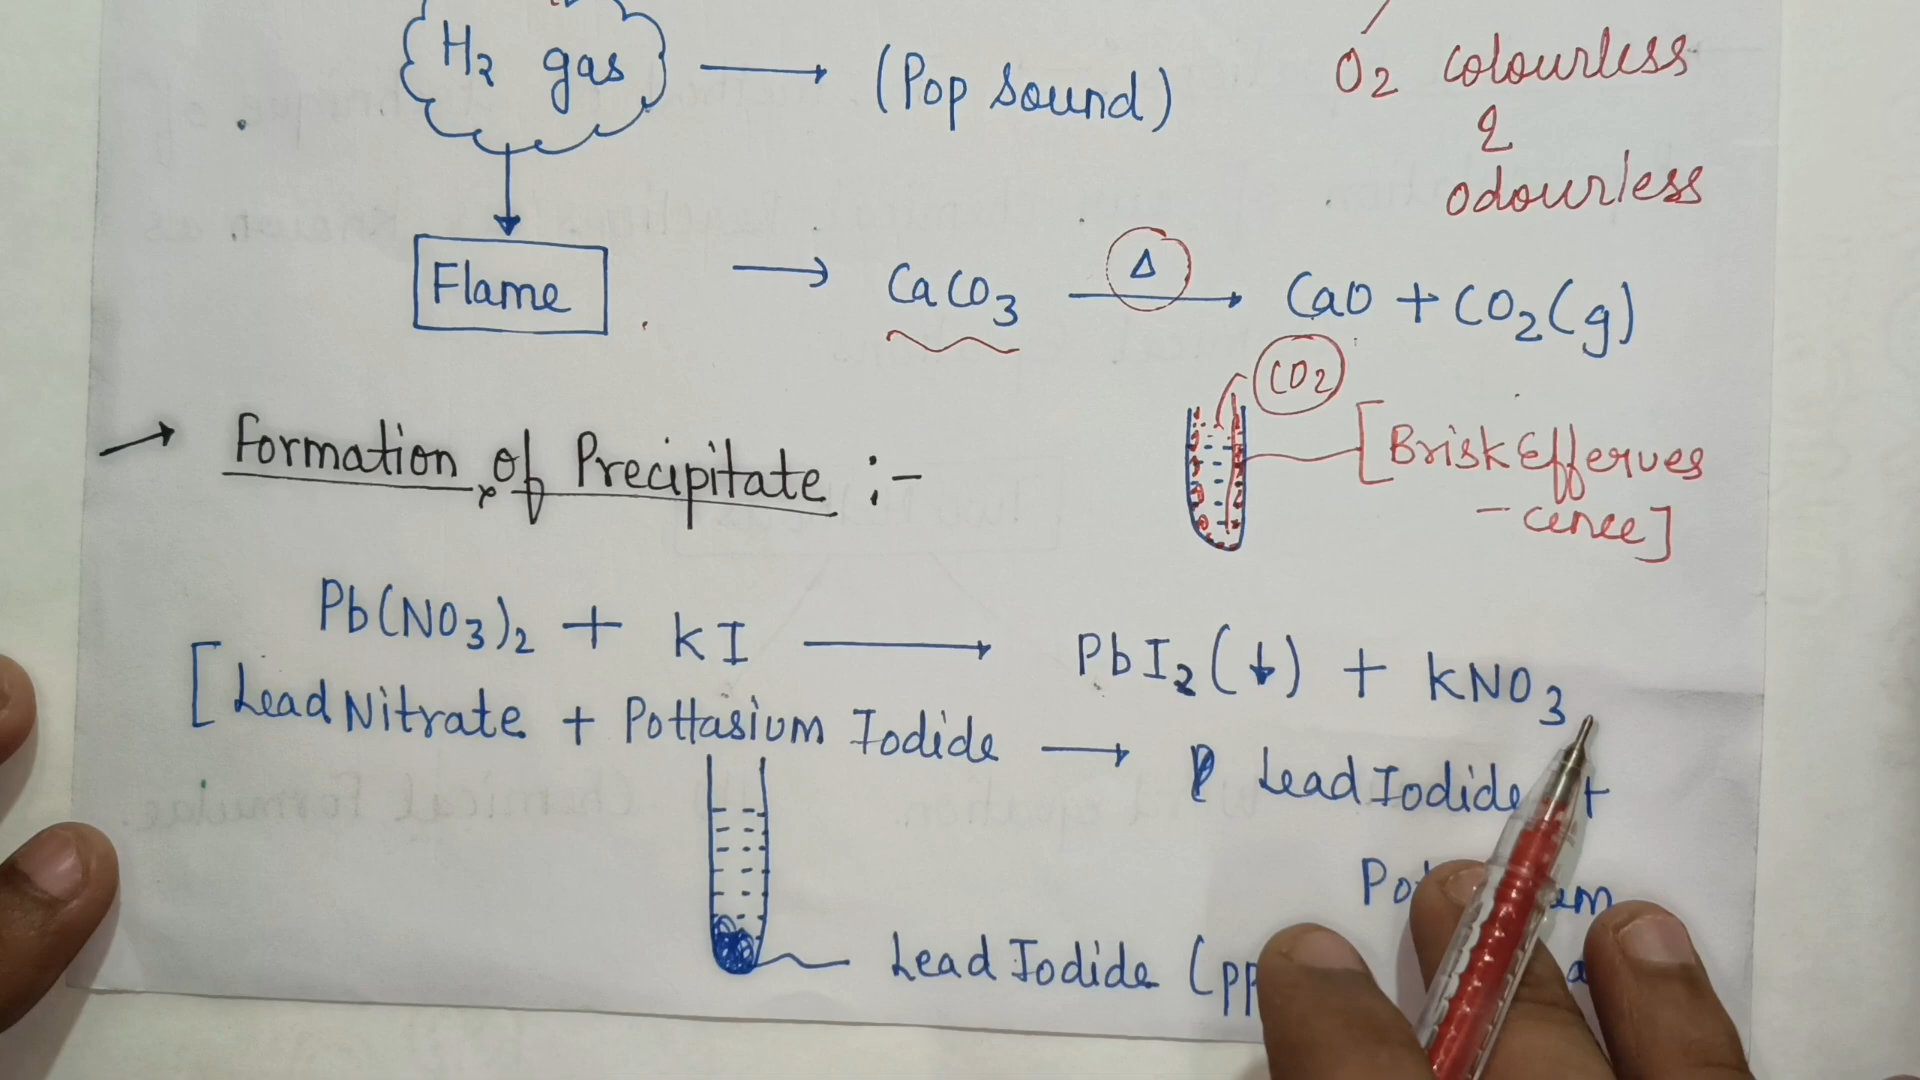 H2 gas → (Pop Sound)
O2 colourless
&
odourless
Flame
→ CaCO3 Δ→ CaO + CO2(g)
CO2
→ Formation of Precipitate :-
[Brisk Efferves
- cence]
Pb(NO3)2 + KI → PbI2(↓) + KNO3
[Lead Nitrate + Pottasium Iodide → Lead Iodide +
Lead Iodide (pp